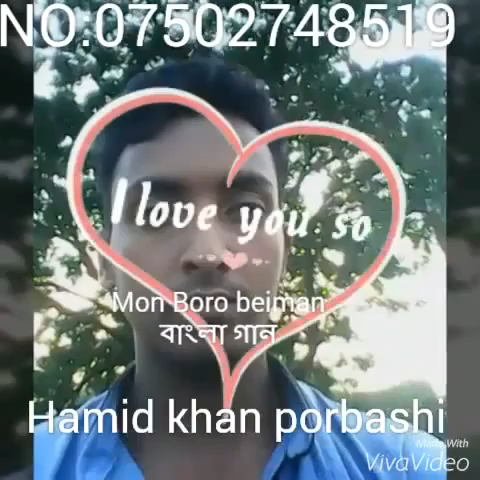 NO:07502748519
I love you so
Mon Boro beiman
বাংলা গান
Hamid khan porbashi
Made With
VivaVideo